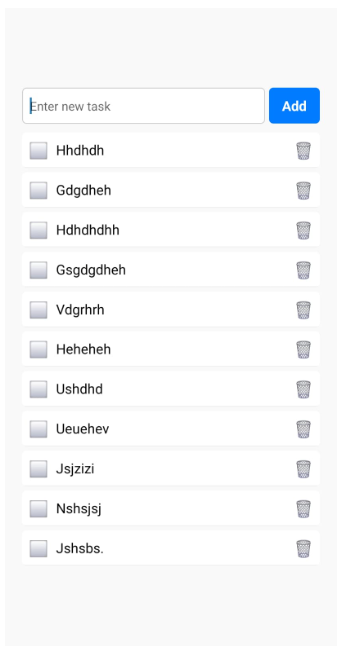 Enter new task
Add
Hhdhdh
Gdgdheh
Hdhdhdhh
Gsgdgdheh
Vdgrhrh
Heheheh
Ushdhd
Ueuehev
Jsjzizi
Nshsjsj
Jshsbs.